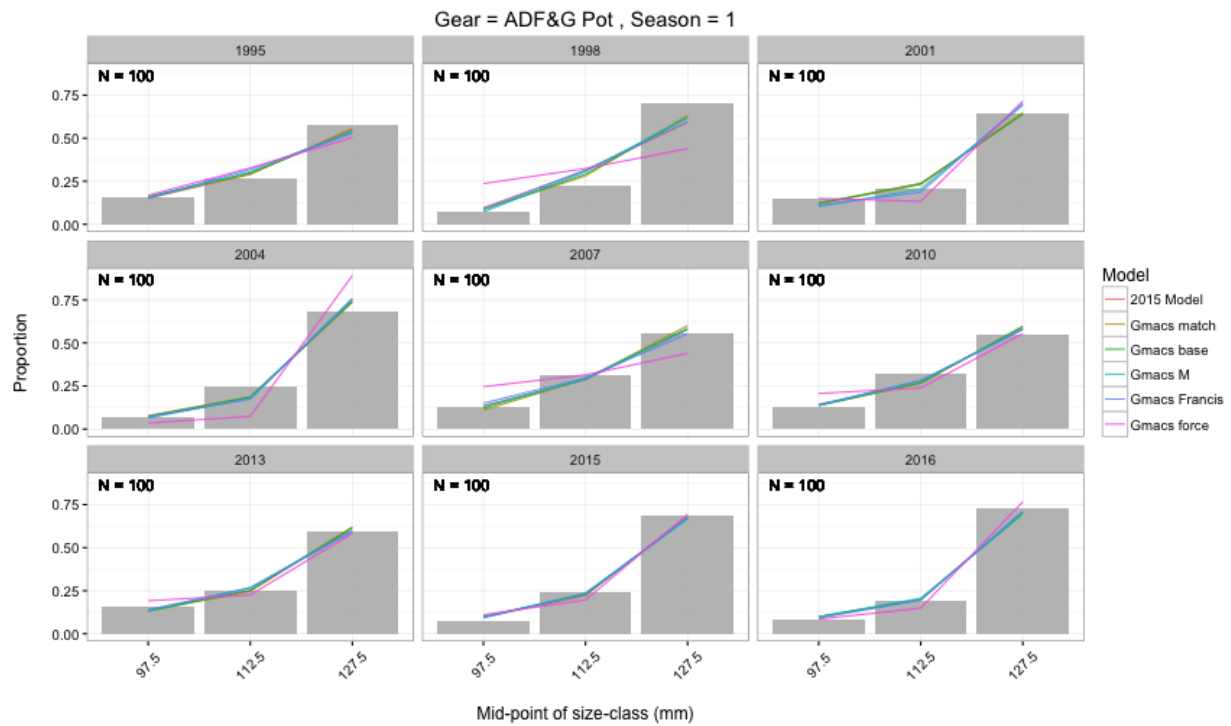 Gear = ADF&G Pot , Season = 1
1995
1998
2001
N = 100
N = 100
N = 100
0.75
0.50
0.25
0.00
2004
2007
2010
N = 100
N = 100
N = 100
0.75
0.50
0.25
0.00
2013
2015
2016
N = 100
N = 100
N = 100
0.75
0.50
0.25
0.00
Proportion
97.5
112.5
127.5
97.5
112.5
127.5
97.5
112.5
127.5
Mid-point of size-class (mm)
Model
2015 Model
Gmacs match
Gmacs base
Gmacs M
Gmacs Francis
Gmacs force